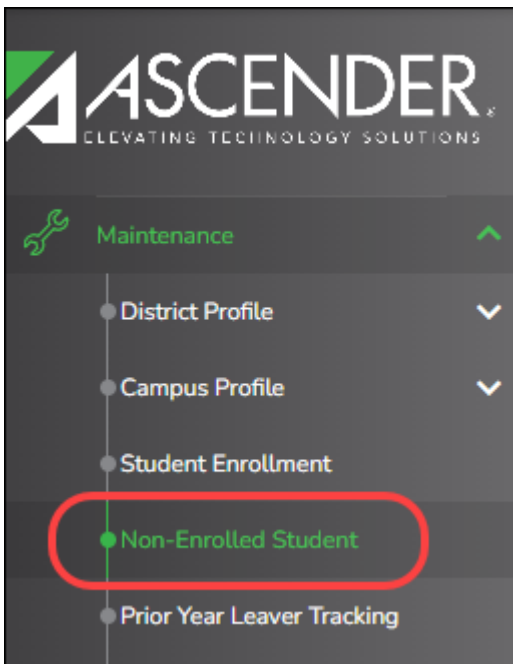 ASCENDER®
ELEVATING TECHNOLOGY SOLUTIONS
Maintenance
District Profile
Campus Profile
Student Enrollment
Non-Enrolled Student
Prior Year Leaver Tracking